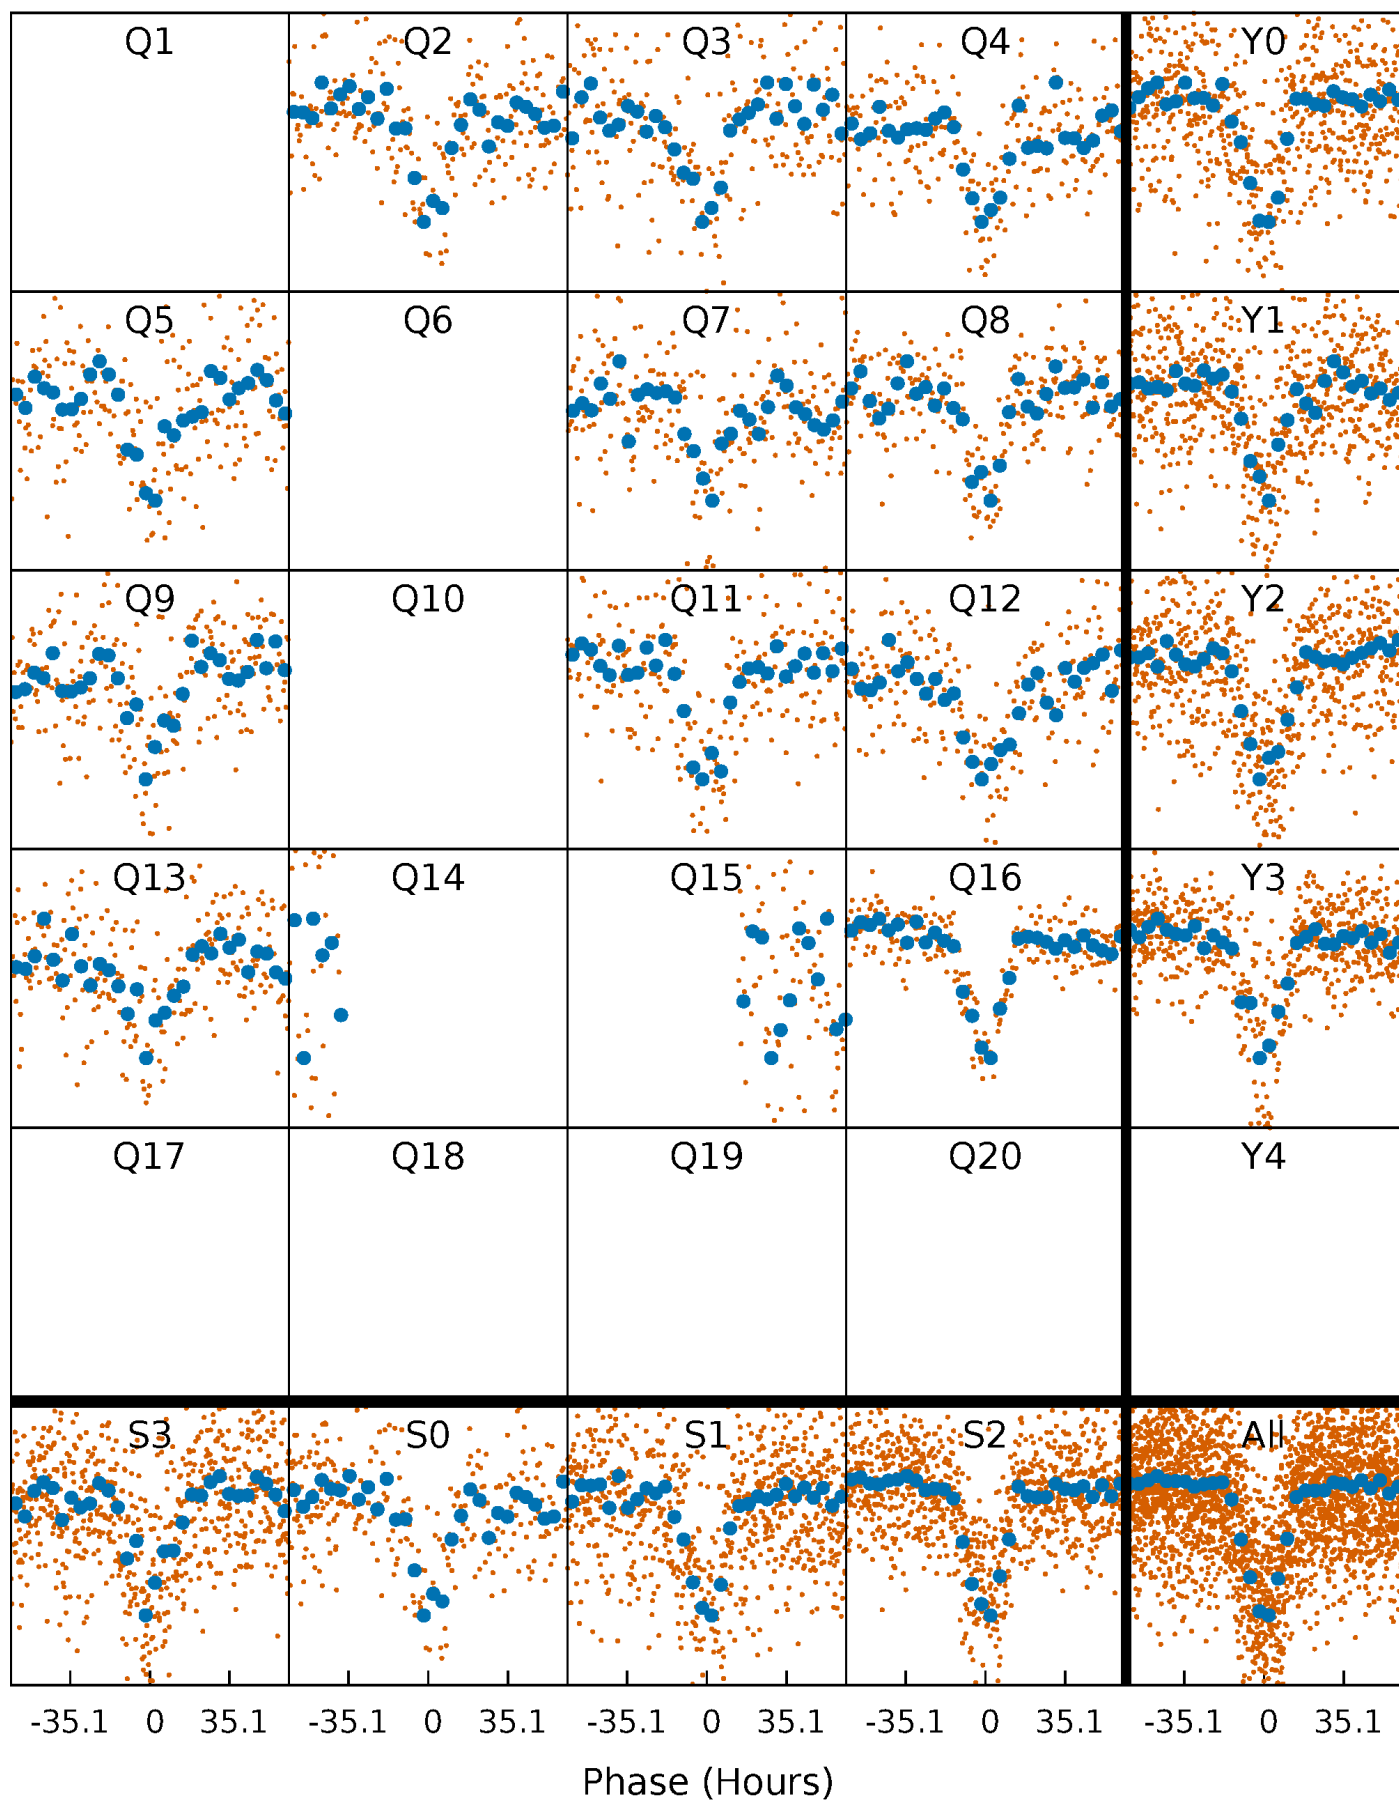 Q1 Q2 Q3 Q4 Y0
Q5 Q6 Q7 Q8 Y1
Q9 Q10 Q11 Q12 Y2
Q13 Q14 Q15 Q16 Y3
Q17 Q18 Q19 Q20 Y4
S3 S0 S1 S2 All
-35.1 0 35.1 -35.1 0 35.1 -35.1 0 35.1 -35.1 0 35.1 -35.1 0 35.1
Phase (Hours)